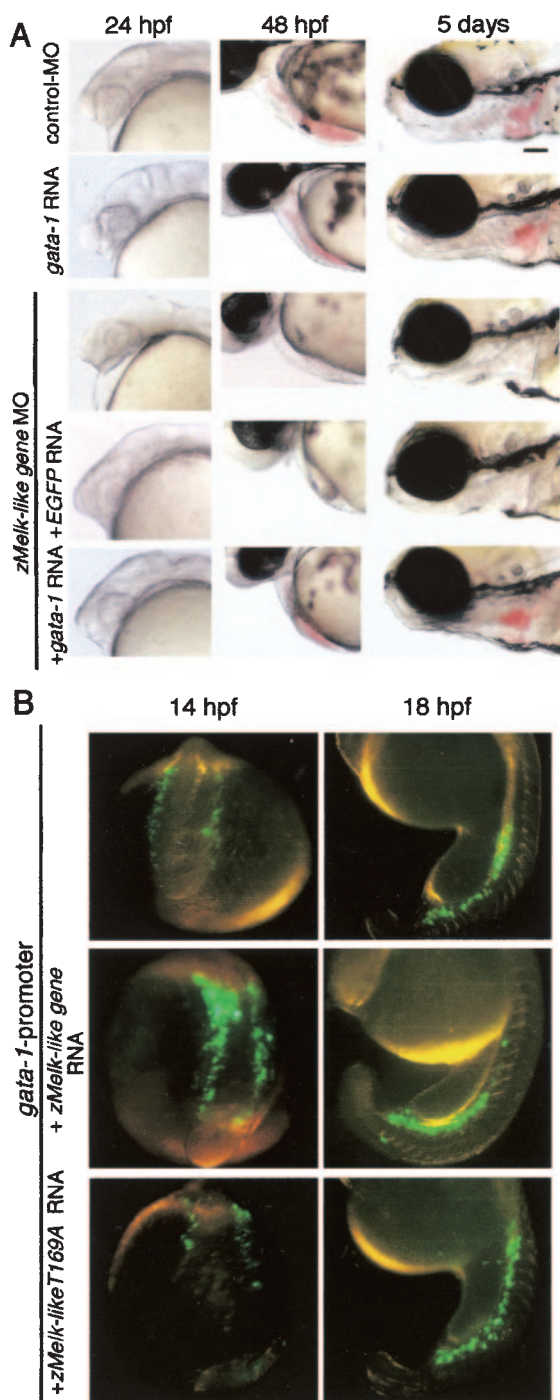 A
24 hpf
48 hpf
5 days
control-MO
gata-1 RNA
zMelk-like gene MO
+EGFP RNA
+gata-1 RNA
B
14 hpf
18 hpf
gata-1-promoter
+ zMelk-like gene
RNA
+zMelk-likeT169A RNA